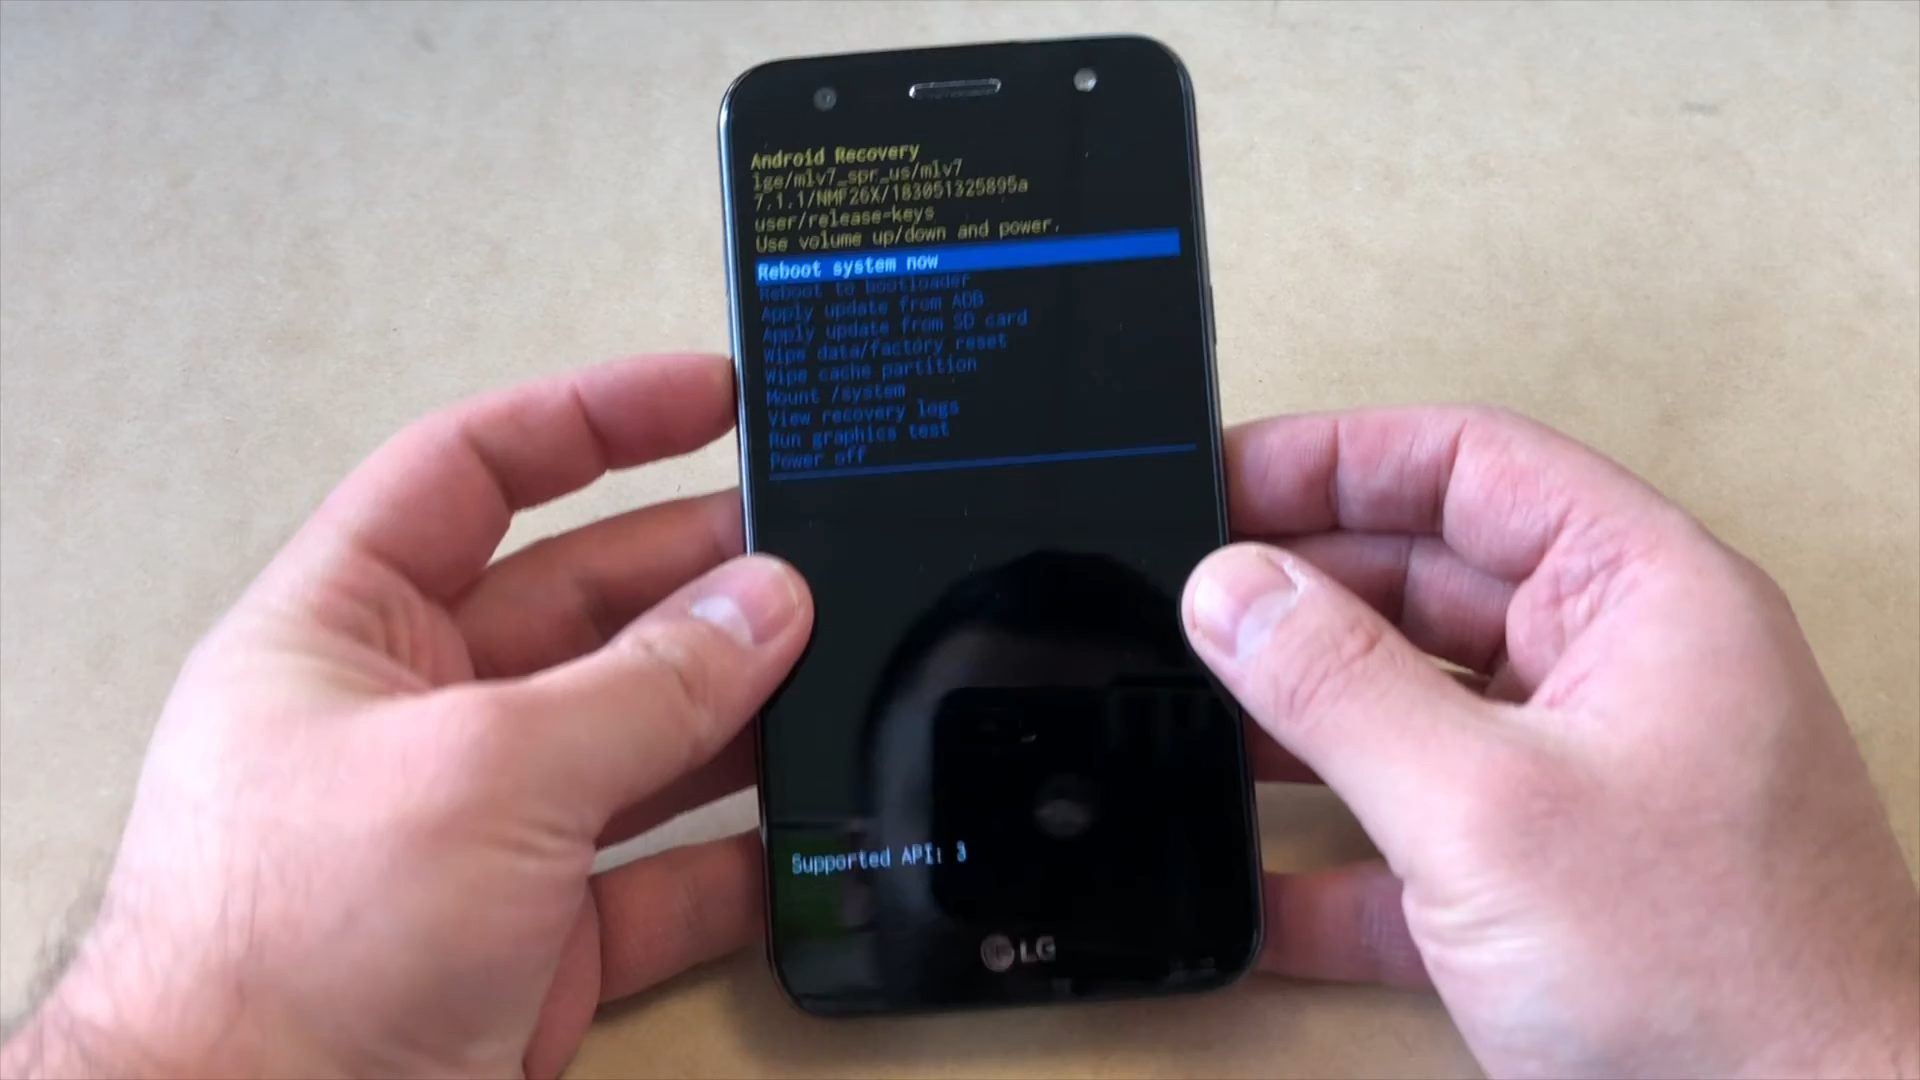 Android Recovery
lge/mlv7_spr_us/mlv7
7.1.1/NMF26X/183051325895a
user/release-keys
Use volume up/down and power.
Reboot system now
Reboot to bootloader
Apply update from ADB
Apply update from SD card
Wipe data/factory reset
Wipe cache partition
Mount /system
View recovery logs
Run graphics test
Power off
Supported API: 3
LG